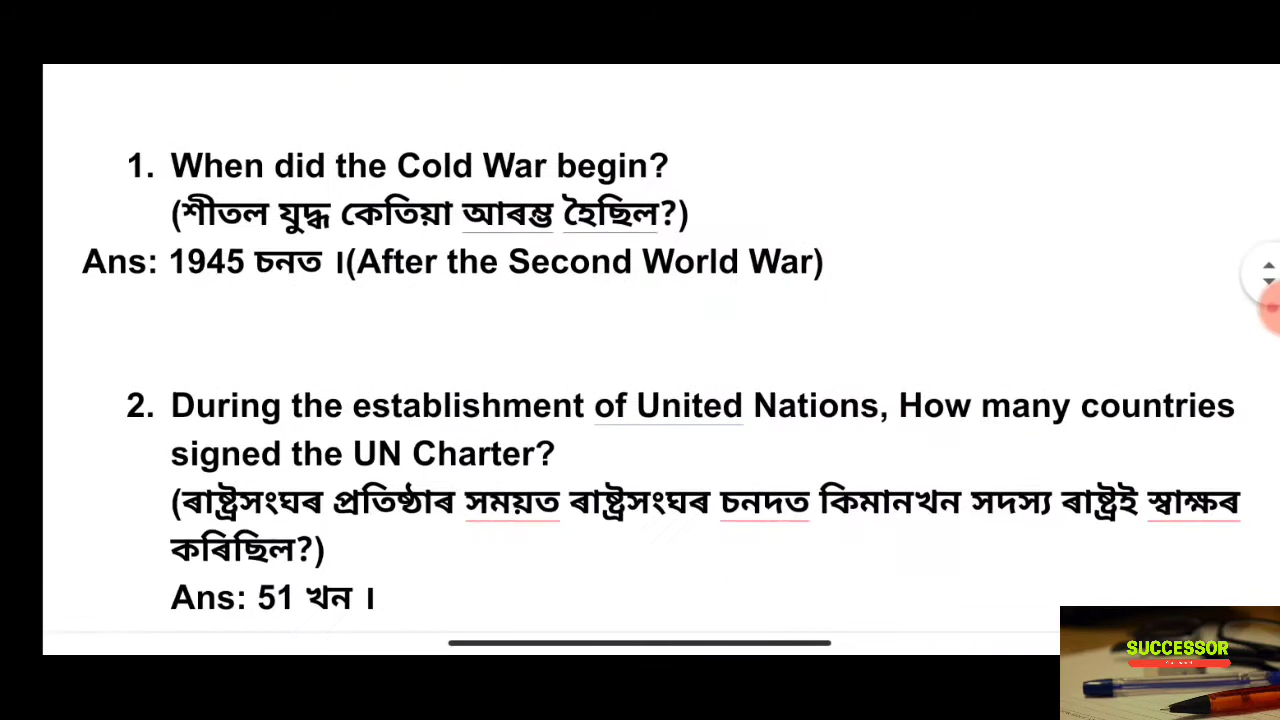 1. When did the Cold War begin?
(শীতল যুদ্ধ কেতিয়া আৰম্ভ হৈছিল?)
Ans: 1945 চনত ।(After the Second World War)
2. During the establishment of United Nations, How many countries
signed the UN Charter?
(ৰাষ্ট্ৰসংঘৰ প্ৰতিষ্ঠাৰ সময়ত ৰাষ্ট্ৰসংঘৰ চনদত কিমানখন সদস্য ৰাষ্ট্ৰই স্বাক্ষৰ
কৰিছিল?)
Ans: 51 খন ।
SUCCESSOR